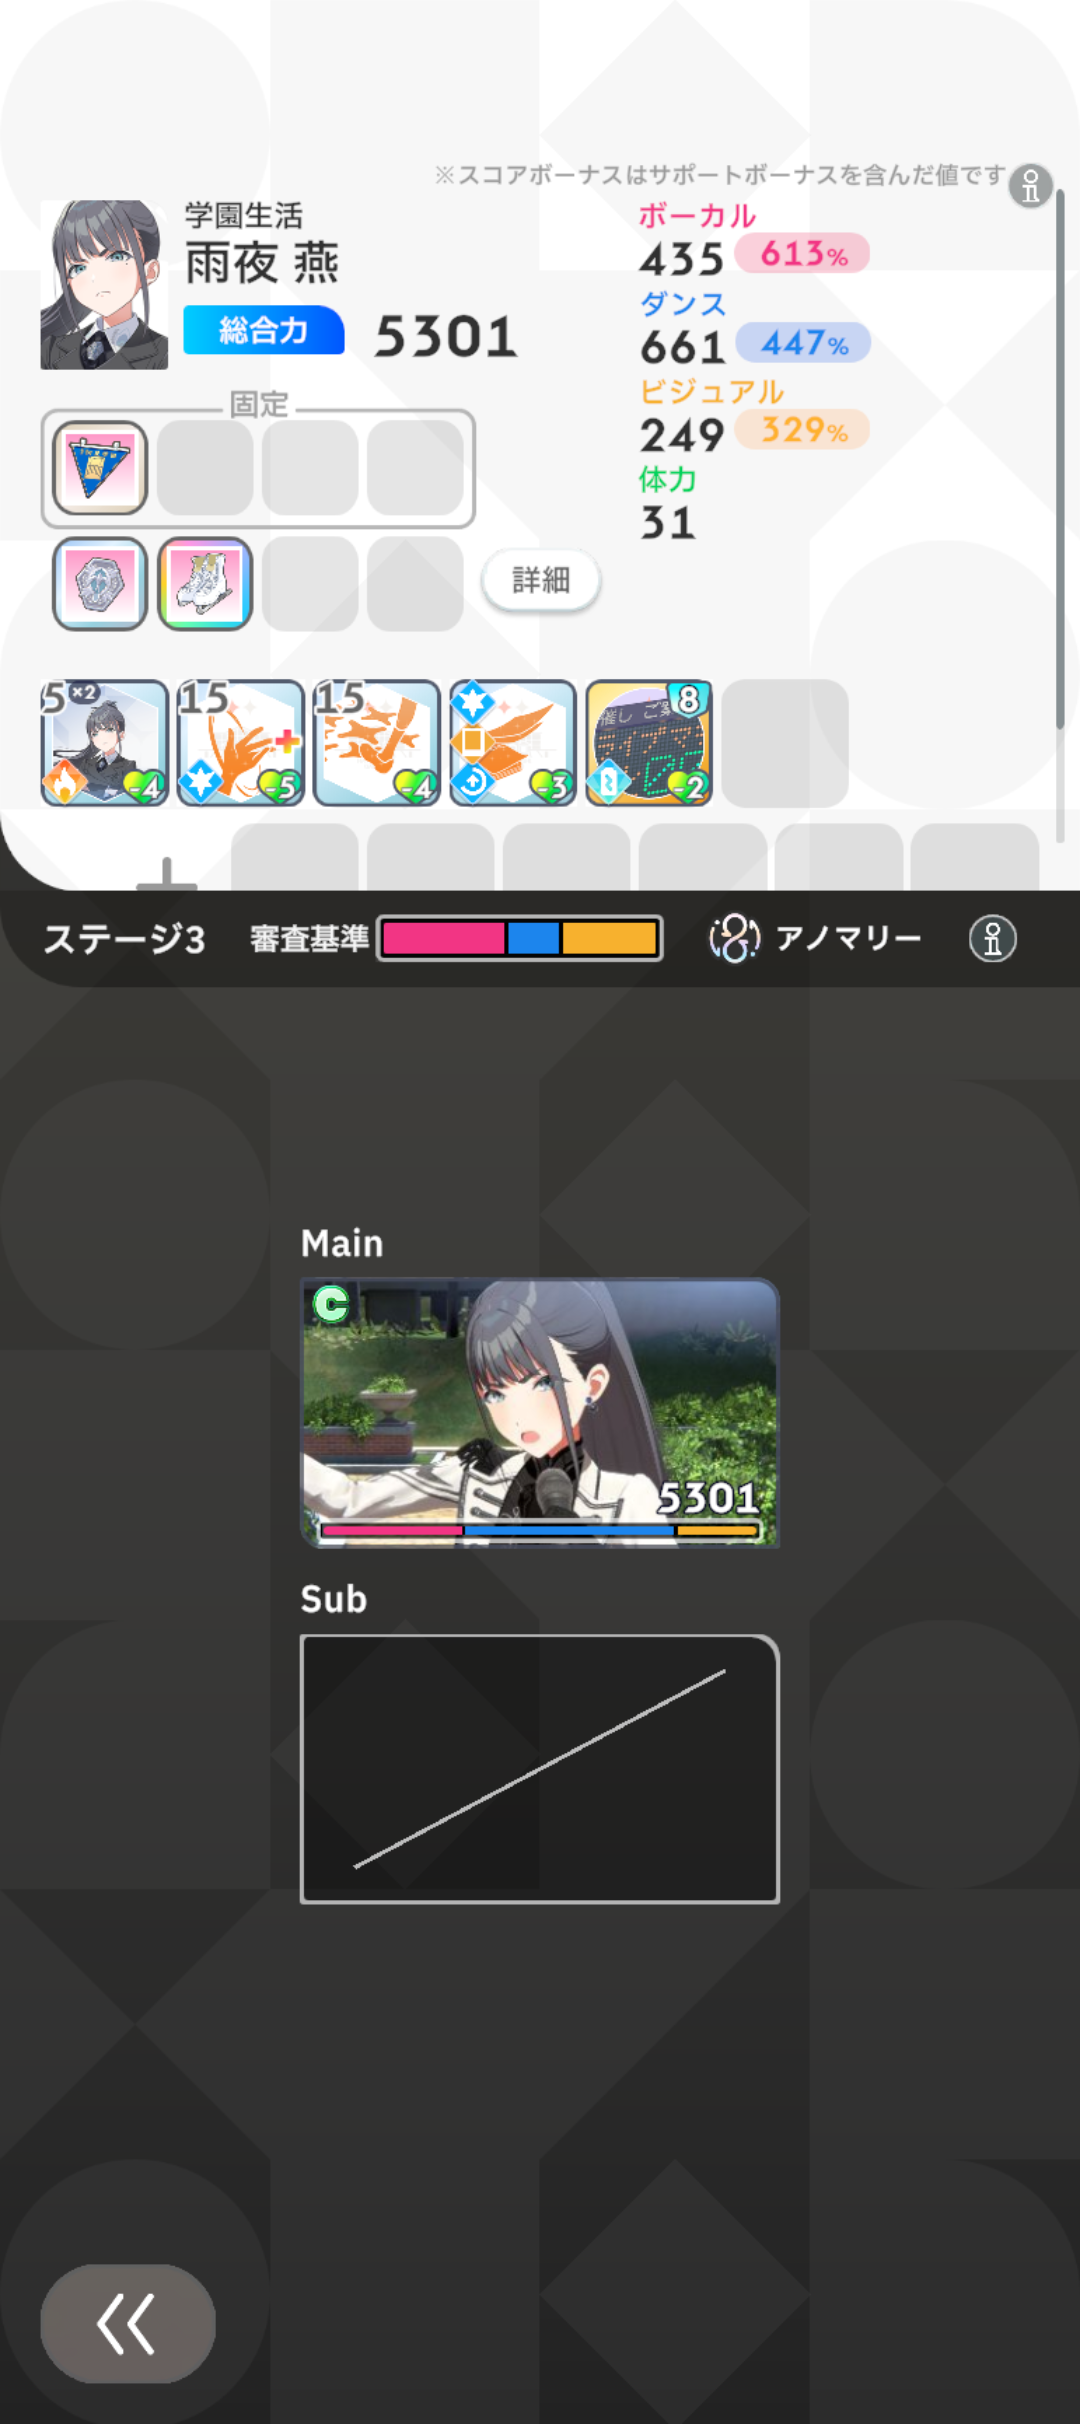 ※スコアボーナスはサポートボーナスを含んだ値です
学園生活
雨夜 燕
総合力 5301
ボーカル
435 613%
ダンス
661 447%
ビジュアル
249 329%
体力
31
固定
詳細
5 ×2 -4
15 + -5
15 -4
-3
8 -2
ステージ3 審査基準 アノマリー
Main
C
5301
Sub